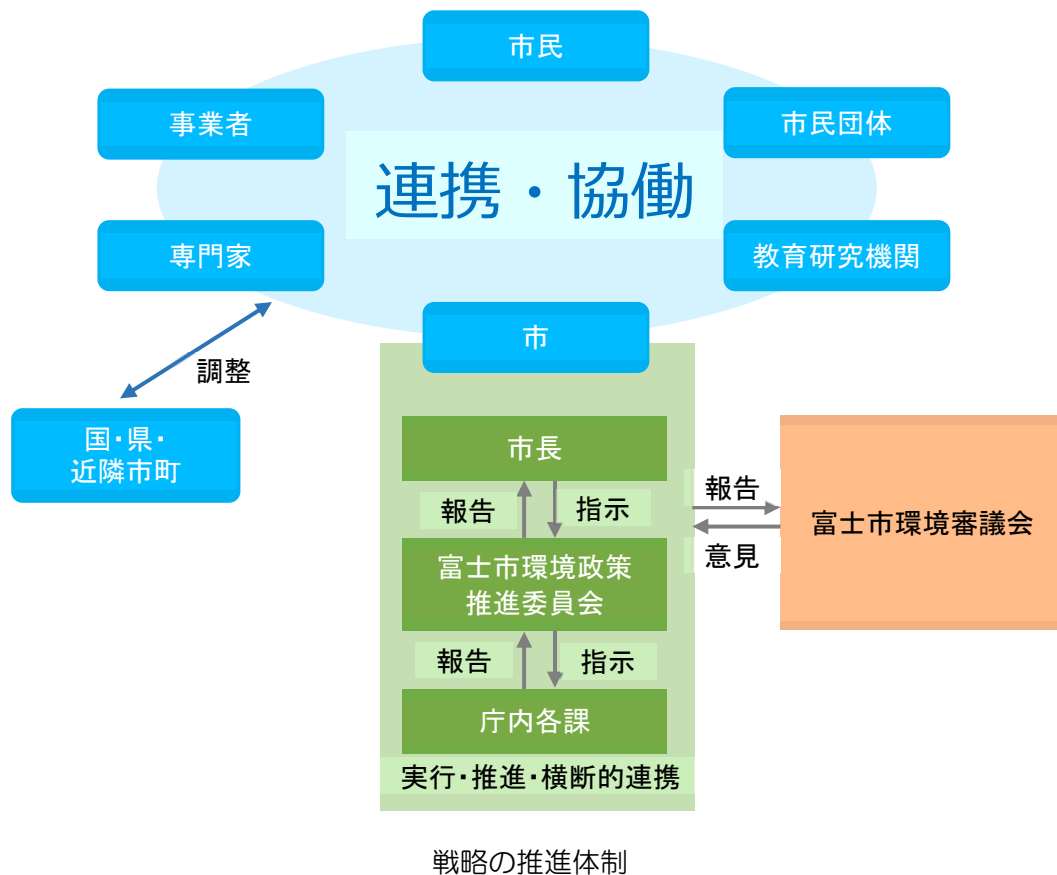 市民
事業者
市民団体
連携・協働
専門家
教育研究機関
市
調整
国・県・
近隣市町
市長
報告
指示
報告
意見
富士市環境審議会
富士市環境政策
推進委員会
報告
指示
庁内各課
実行・推進・横断的連携
戦略の推進体制